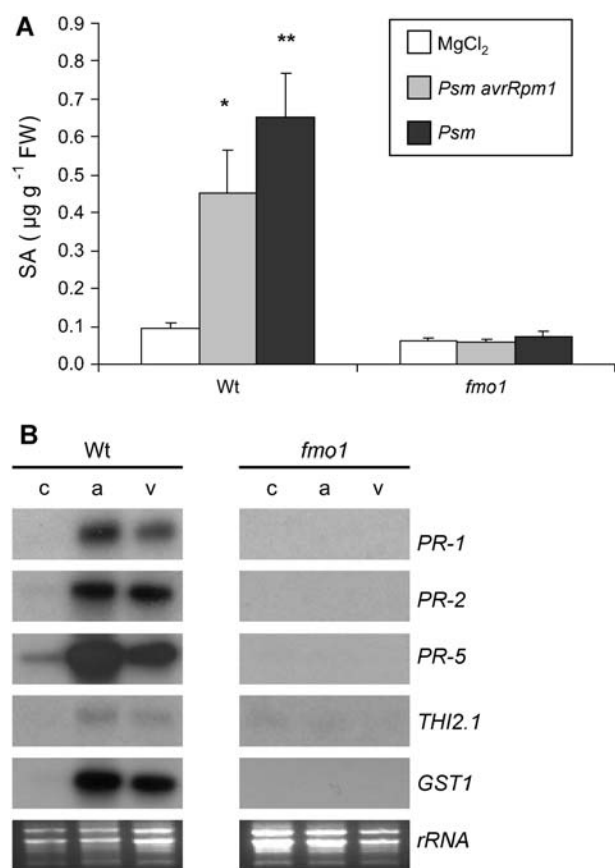 A
SA ( µg g⁻¹ FW)
0.9
0.8
0.7
0.6
0.5
0.4
0.3
0.2
0.1
0.0
* **
MgCl₂
Psm avrRpm1
Psm
Wt fmo1
B
Wt fmo1
c a v c a v
PR-1
PR-2
PR-5
THI2.1
GST1
rRNA